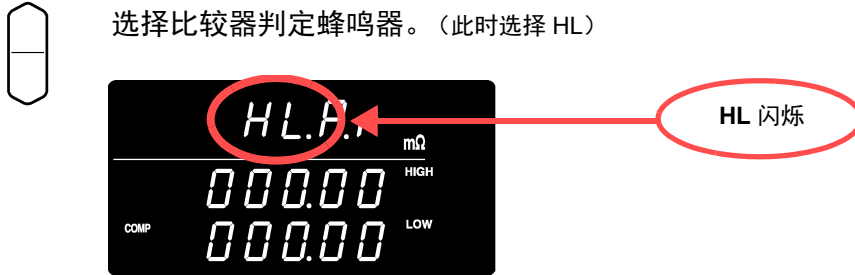 选择比较器判定蜂鸣器。（此时选择 HL）
HL 闪烁
HL.A.r
mΩ
000.00 HIGH
COMP 000.00 LOW